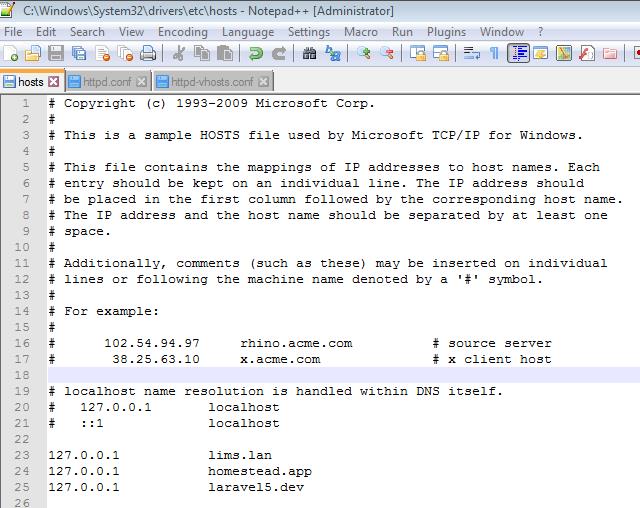 C:\Windows\System32\drivers\etc\hosts - Notepad++ [Administrator]
File Edit Search View Encoding Language Settings Macro Run Plugins Window ?
hosts httpd.conf httpd-vhosts.conf
1 # Copyright (c) 1993-2009 Microsoft Corp.
2 #
3 # This is a sample HOSTS file used by Microsoft TCP/IP for Windows.
4 #
5 # This file contains the mappings of IP addresses to host names. Each
6 # entry should be kept on an individual line. The IP address should
7 # be placed in the first column followed by the corresponding host name.
8 # The IP address and the host name should be separated by at least one
9 # space.
10 #
11 # Additionally, comments (such as these) may be inserted on individual
12 # lines or following the machine name denoted by a '#' symbol.
13 #
14 # For example:
15 #
16 #      102.54.94.97     rhino.acme.com          # source server
17 #       38.25.63.10     x.acme.com              # x client host
18
19 # localhost name resolution is handled within DNS itself.
20 #   127.0.0.1       localhost
21 #   ::1             localhost
22
23 127.0.0.1           lims.lan
24 127.0.0.1           homestead.app
25 127.0.0.1           laravel5.dev
26